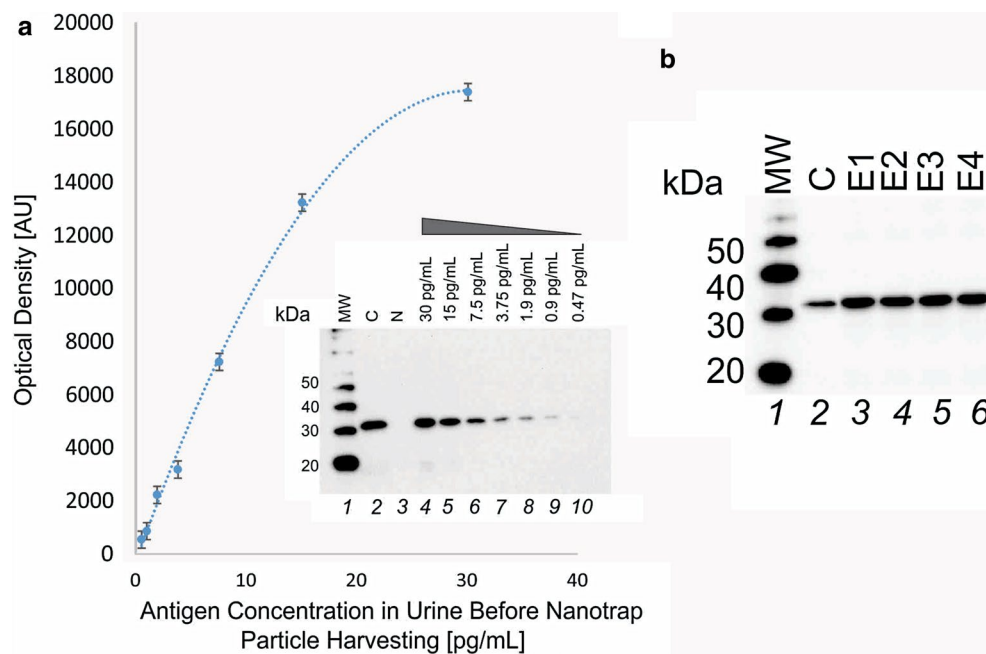 a
20000
18000
16000
14000
12000
10000
8000
6000
4000
2000
0
Optical Density [AU]
0 10 20 30 40
Antigen Concentration in Urine Before Nanotrap
Particle Harvesting [pg/mL]
kDa
MW
C
N
30 pg/mL
15 pg/mL
7.5 pg/mL
3.75 pg/mL
1.9 pg/mL
0.9 pg/mL
0.47 pg/mL
50
40
30
20
1 2 3 4 5 6 7 8 9 10
b
kDa
MW
C
E1
E2
E3
E4
50
40
30
20
1 2 3 4 5 6